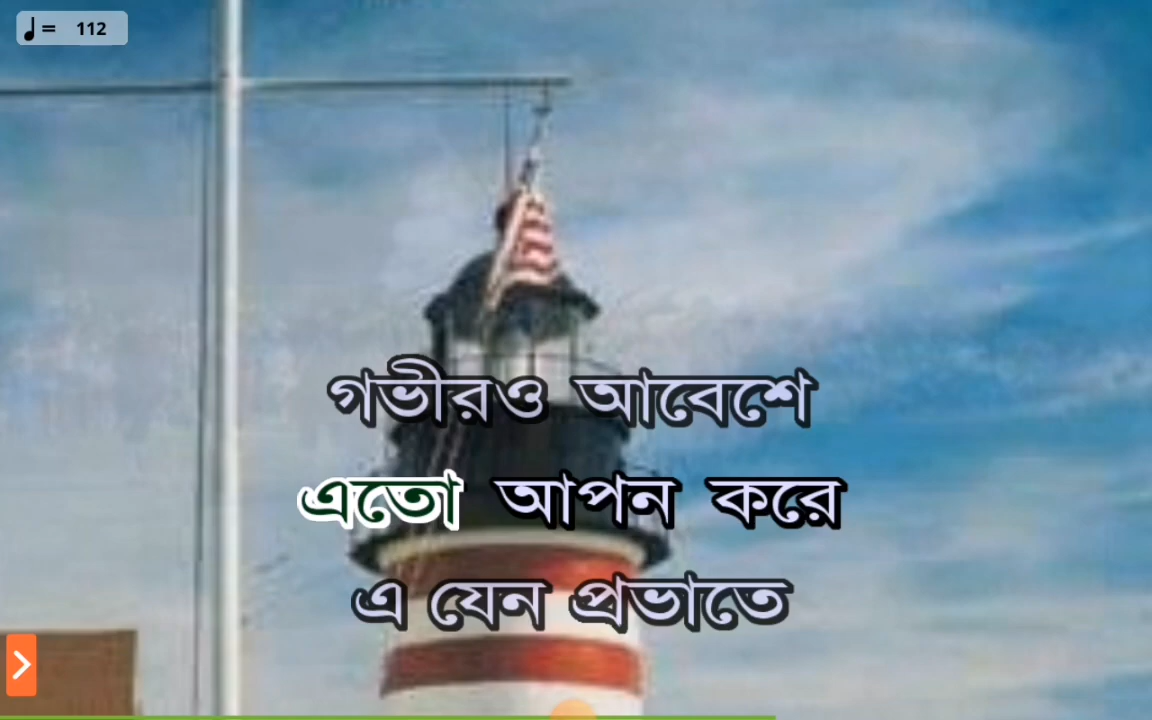 ♩= 112
গভীরও আবেশে
এতো আপন করে
এ যেন প্রভাতে